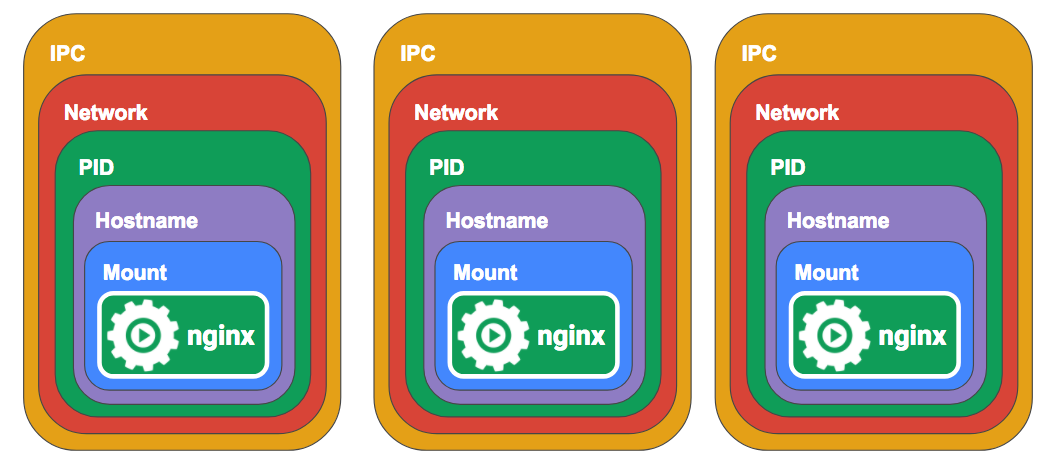 IPC
Network
PID
Hostname
Mount
nginx
IPC
Network
PID
Hostname
Mount
nginx
IPC
Network
PID
Hostname
Mount
nginx